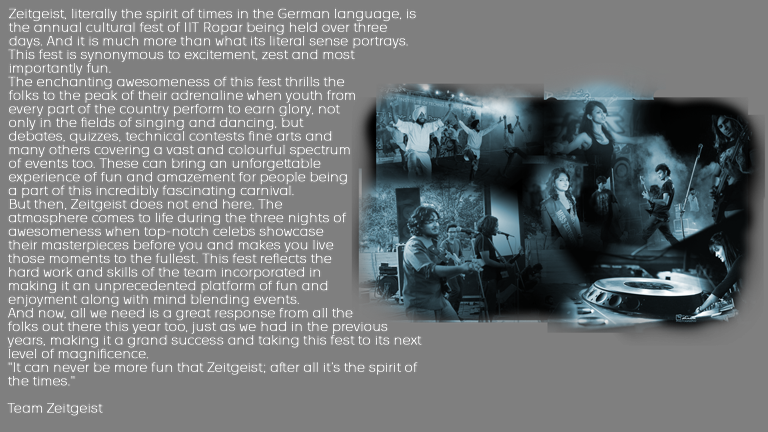 Zeitgeist, literally the spirit of times in the German language, is
the annual cultural fest of IIT Ropar being held over three
days. And it is much more than what its literal sense portrays.
This fest is synonymous to excitement, zest and most
importantly fun.
The enchanting awesomeness of this fest thrills the
folks to the peak of their adrenaline when youth from
every part of the country perform to earn glory, not
only in the fields of singing and dancing, but
debates, quizzes, technical contests fine arts and
many others covering a vast and colourful spectrum
of events too. These can bring an unforgettable
experience of fun and amazement for people being
a part of this incredibly fascinating carnival.
But then, Zeitgeist does not end here. The
atmosphere comes to life during the three nights of
awesomeness when top-notch celebs showcase
their masterpieces before you and makes you live
those moments to the fullest. This fest reflects the
hard work and skills of the team incorporated in
making it an unprecedented platform of fun and
enjoyment along with mind blending events.
And now, all we need is a great response from all the
folks out there this year too, just as we had in the previous
years, making it a grand success and taking this fest to its next
level of magnificence.
"It can never be more fun that Zeitgeist; after all it's the spirit of
the times."
Team Zeitgeist